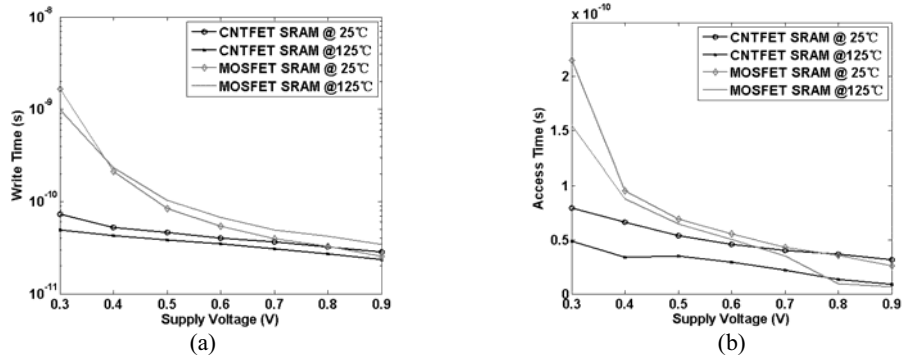 10^-8
10^-9
10^-10
10^-11
Write Time (s)
CNTFET SRAM @ 25℃
CNTFET SRAM @125℃
MOSFET SRAM @ 25℃
MOSFET SRAM @125℃
0.3 0.4 0.5 0.6 0.7 0.8 0.9
Supply Voltage (V)
(a)
x 10^-10
2
1.5
1
0.5
0
Access Time (s)
CNTFET SRAM @ 25℃
CNTFET SRAM @125℃
MOSFET SRAM @ 25℃
MOSFET SRAM @125℃
0.3 0.4 0.5 0.6 0.7 0.8 0.9
Supply Voltage (V)
(b)